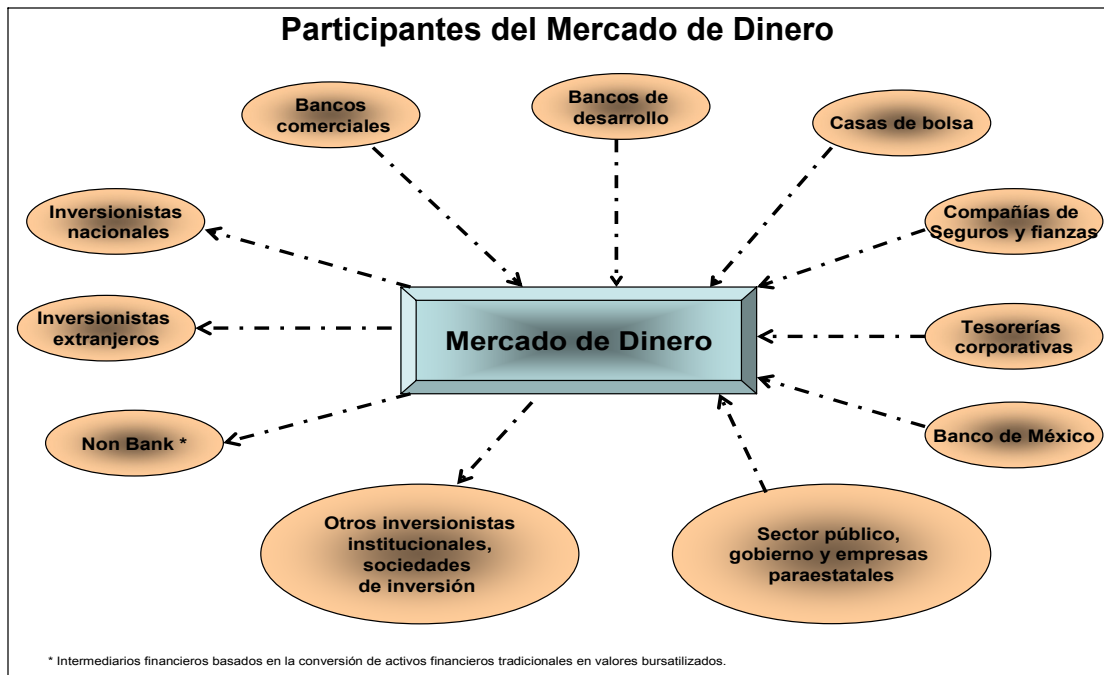 Participantes del Mercado de Dinero
Bancos
comerciales
Bancos de
desarrollo
Casas de bolsa
Inversionistas
nacionales
Compañías de
Seguros y fianzas
Inversionistas
extranjeros
Mercado de Dinero
Tesorerías
corporativas
Non Bank *
Banco de México
Otros inversionistas
institucionales,
sociedades
de inversión
Sector público,
gobierno y empresas
paraestatales
* Intermediarios financieros basados en la conversión de activos financieros tradicionales en valores bursatilizados.